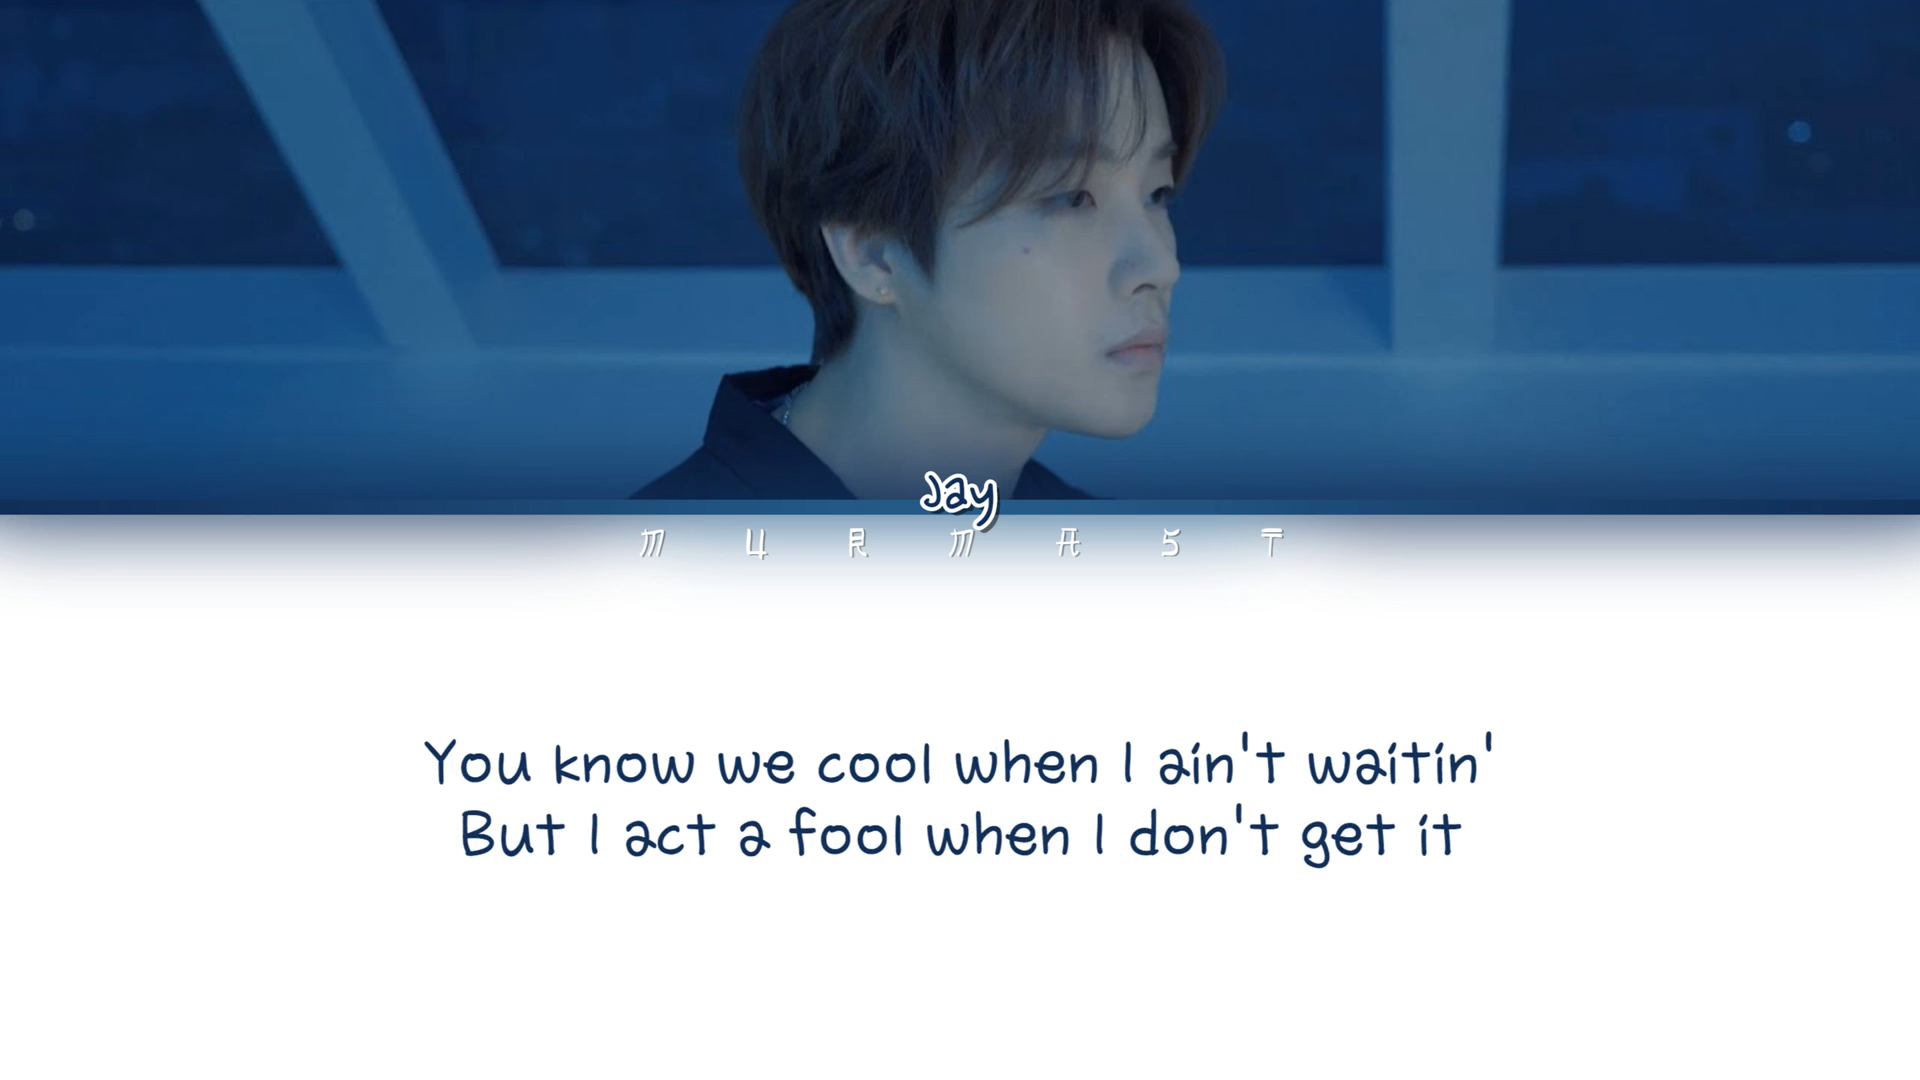 Jay
M U R M A S T
You know we cool when I ain't waitin'
But I act a fool when I don't get it